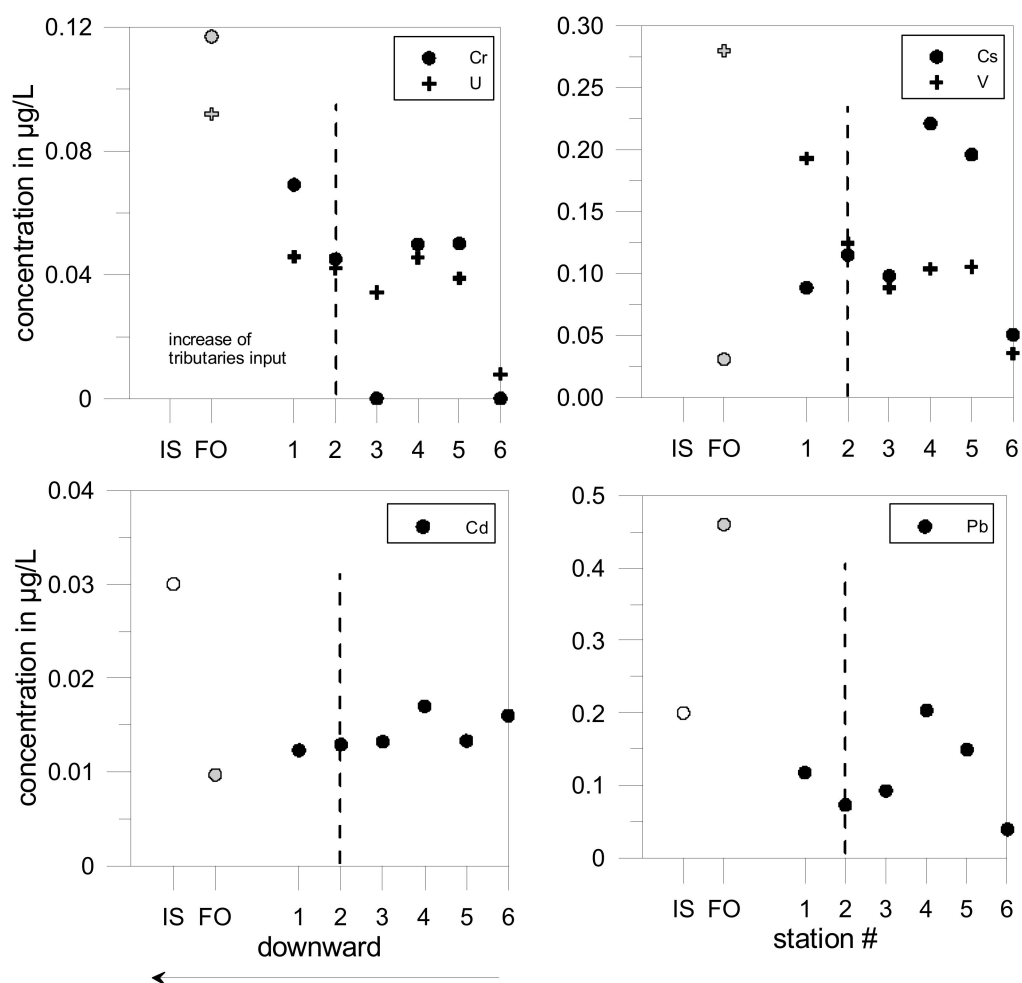 concentration in µg/L
0.12
0.08
0.04
0
Cr
U
increase of
tributaries input
IS FO 1 2 3 4 5 6
0.30
0.25
0.20
0.15
0.10
0.05
0.00
Cs
V
IS FO 1 2 3 4 5 6
concentration in µg/L
0.04
0.03
0.02
0.01
0
Cd
IS FO 1 2 3 4 5 6
downward
0.5
0.4
0.3
0.2
0.1
0
Pb
IS FO 1 2 3 4 5 6
station #